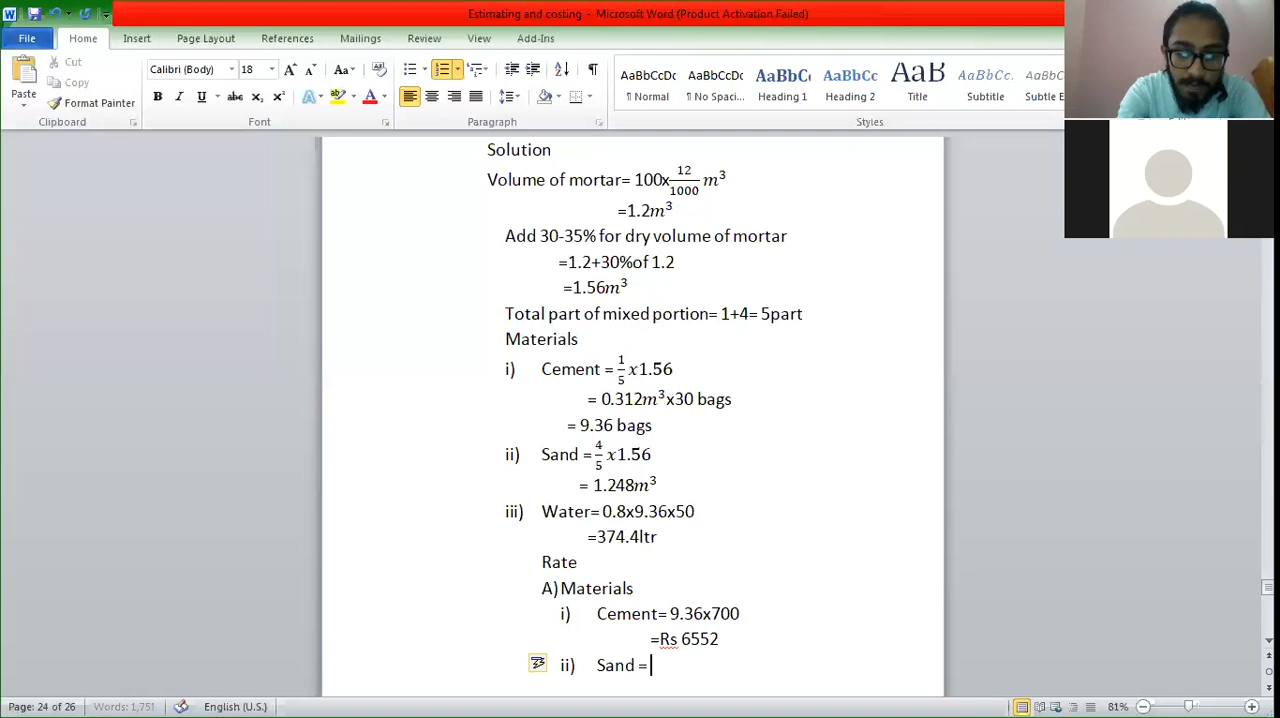 Estimating and costing - Microsoft Word (Product Activation Failed)
File Home Insert Page Layout References Mailings Review View Add-Ins
Cut
Copy
Format Painter
Paste
Calibri (Body) 18
AaBbCcDc AaBbCcDc AaBbC AaBbCc AaB AaBbCcL AaBbCcL
¶ Normal ¶ No Spaci... Heading 1 Heading 2 Title Subtitle Subtle E
Clipboard Font Paragraph Styles
Solution
Volume of mortar= 100x12/1000 m³
=1.2m³
Add 30-35% for dry volume of mortar
=1.2+30%of 1.2
=1.56m³
Total part of mixed portion= 1+4= 5part
Materials
i) Cement =1/5 x1.56
= 0.312m³x30 bags
= 9.36 bags
ii) Sand =4/5 x1.56
= 1.248m³
iii) Water= 0.8x9.36x50
=374.4ltr
Rate
A)Materials
i) Cement= 9.36x700
=Rs 6552
ii) Sand =
Page: 24 of 26 Words: 1,751 English (U.S.) 81%